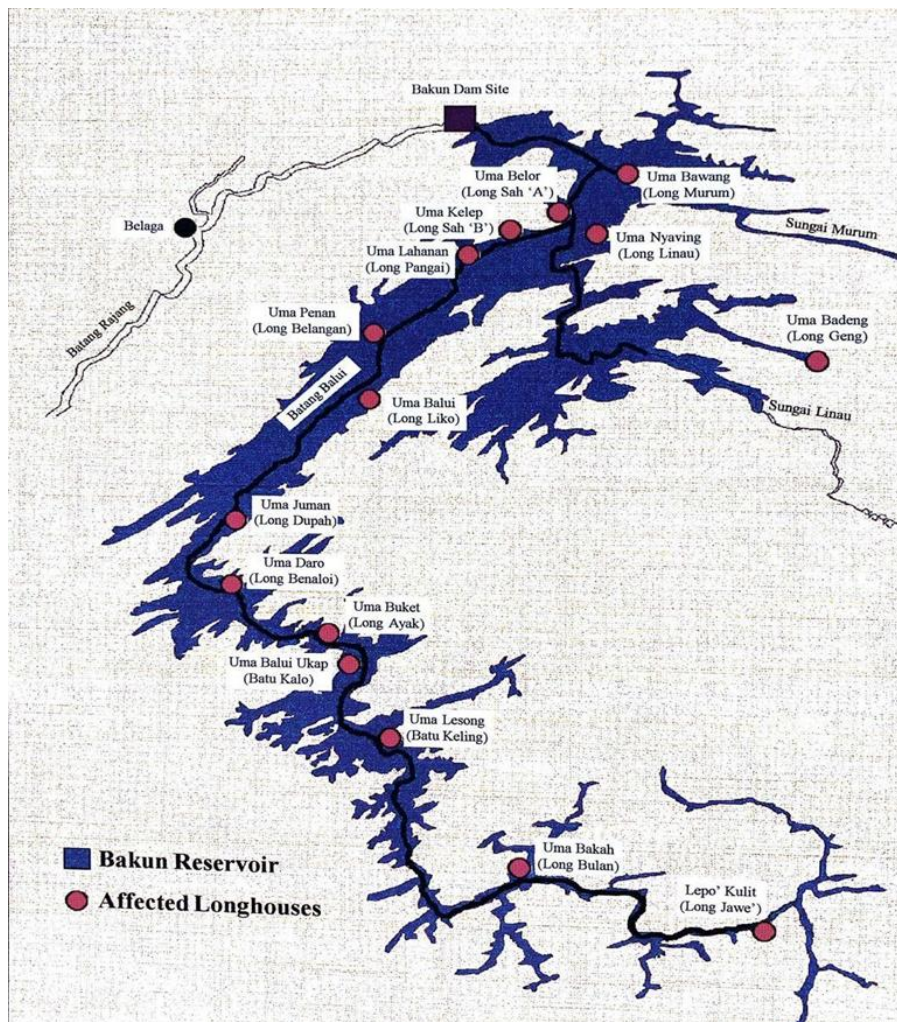 Bakun Dam Site
Uma Belor
(Long Sah 'A')
Uma Bawang
(Long Murum)
Belaga
Uma Kelep
(Long Sah 'B')
Uma Nyaving
(Long Linau)
Sungai Murum
Uma Lahanan
(Long Pangai)
Batang Rajang
Uma Penan
(Long Belangan)
Uma Badeng
(Long Geng)
Batang Balui
Uma Balui
(Long Liko)
Sungai Linau
Uma Juman
(Long Dupah)
Uma Daro
(Long Benaloi)
Uma Buket
(Long Ayak)
Uma Balui Ukap
(Batu Kalo)
Uma Lesong
(Batu Keling)
Uma Bakah
(Long Bulan)
Lepo' Kulit
(Long Jawe')
Bakun Reservoir
Affected Longhouses